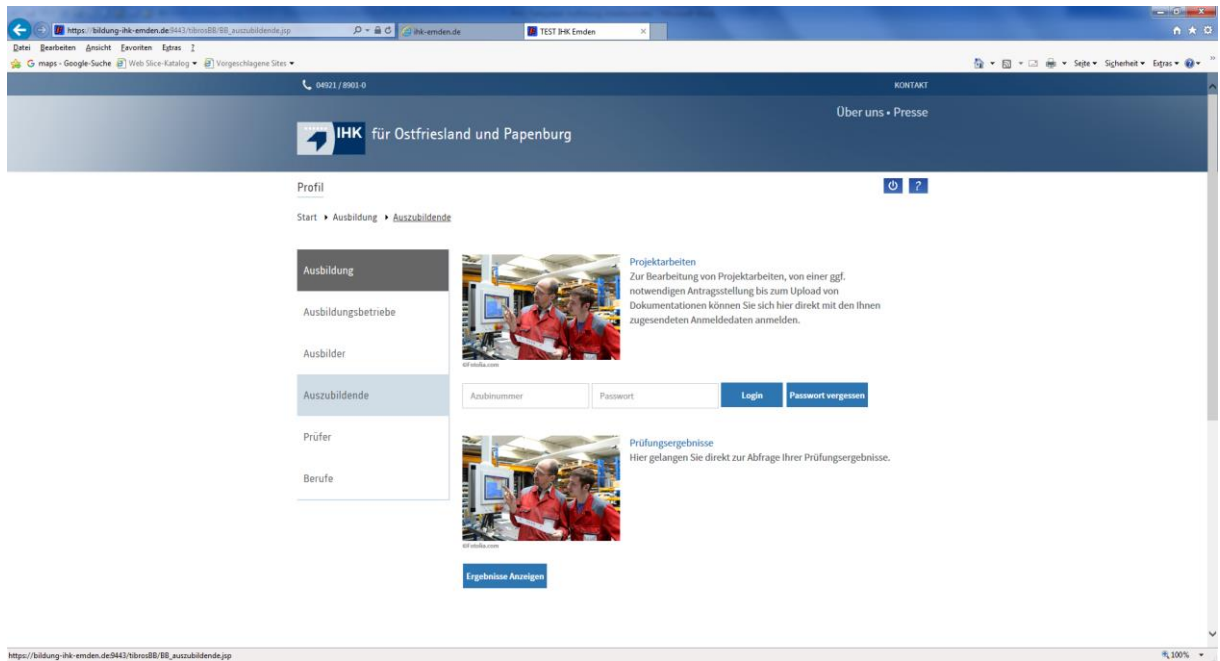 https://bildung-ihk-emden.de:9443/tibrosBB/BB_auszubildende.jsp
ihk-emden.de
TEST IHK Emden
Datei Bearbeiten Ansicht Favoriten Extras ?
G maps - Google-Suche Web Slice-Katalog Vorgeschlagene Sites
Seite Sicherheit Extras
04921 / 8901-0 KONTAKT
Über uns • Presse
IHK für Ostfriesland und Papenburg
Profil
?
Start Ausbildung Auszubildende
Ausbildung
Ausbildungsbetriebe
Ausbilder
Auszubildende
Prüfer
Berufe
Projektarbeiten
Zur Bearbeitung von Projektarbeiten, von einer ggf.
notwendigen Antragsstellung bis zum Upload von
Dokumentationen können Sie sich hier direkt mit den Ihnen
zugesendeten Anmeldedaten anmelden.
©Fotolia.com
Azubinummer Passwort Login Passwort vergessen
Prüfungsergebnisse
Hier gelangen Sie direkt zur Abfrage Ihrer Prüfungsergebnisse.
©Fotolia.com
Ergebnisse Anzeigen
https://bildung-ihk-emden.de:9443/tibrosBB/BB_auszubildende.jsp
100%